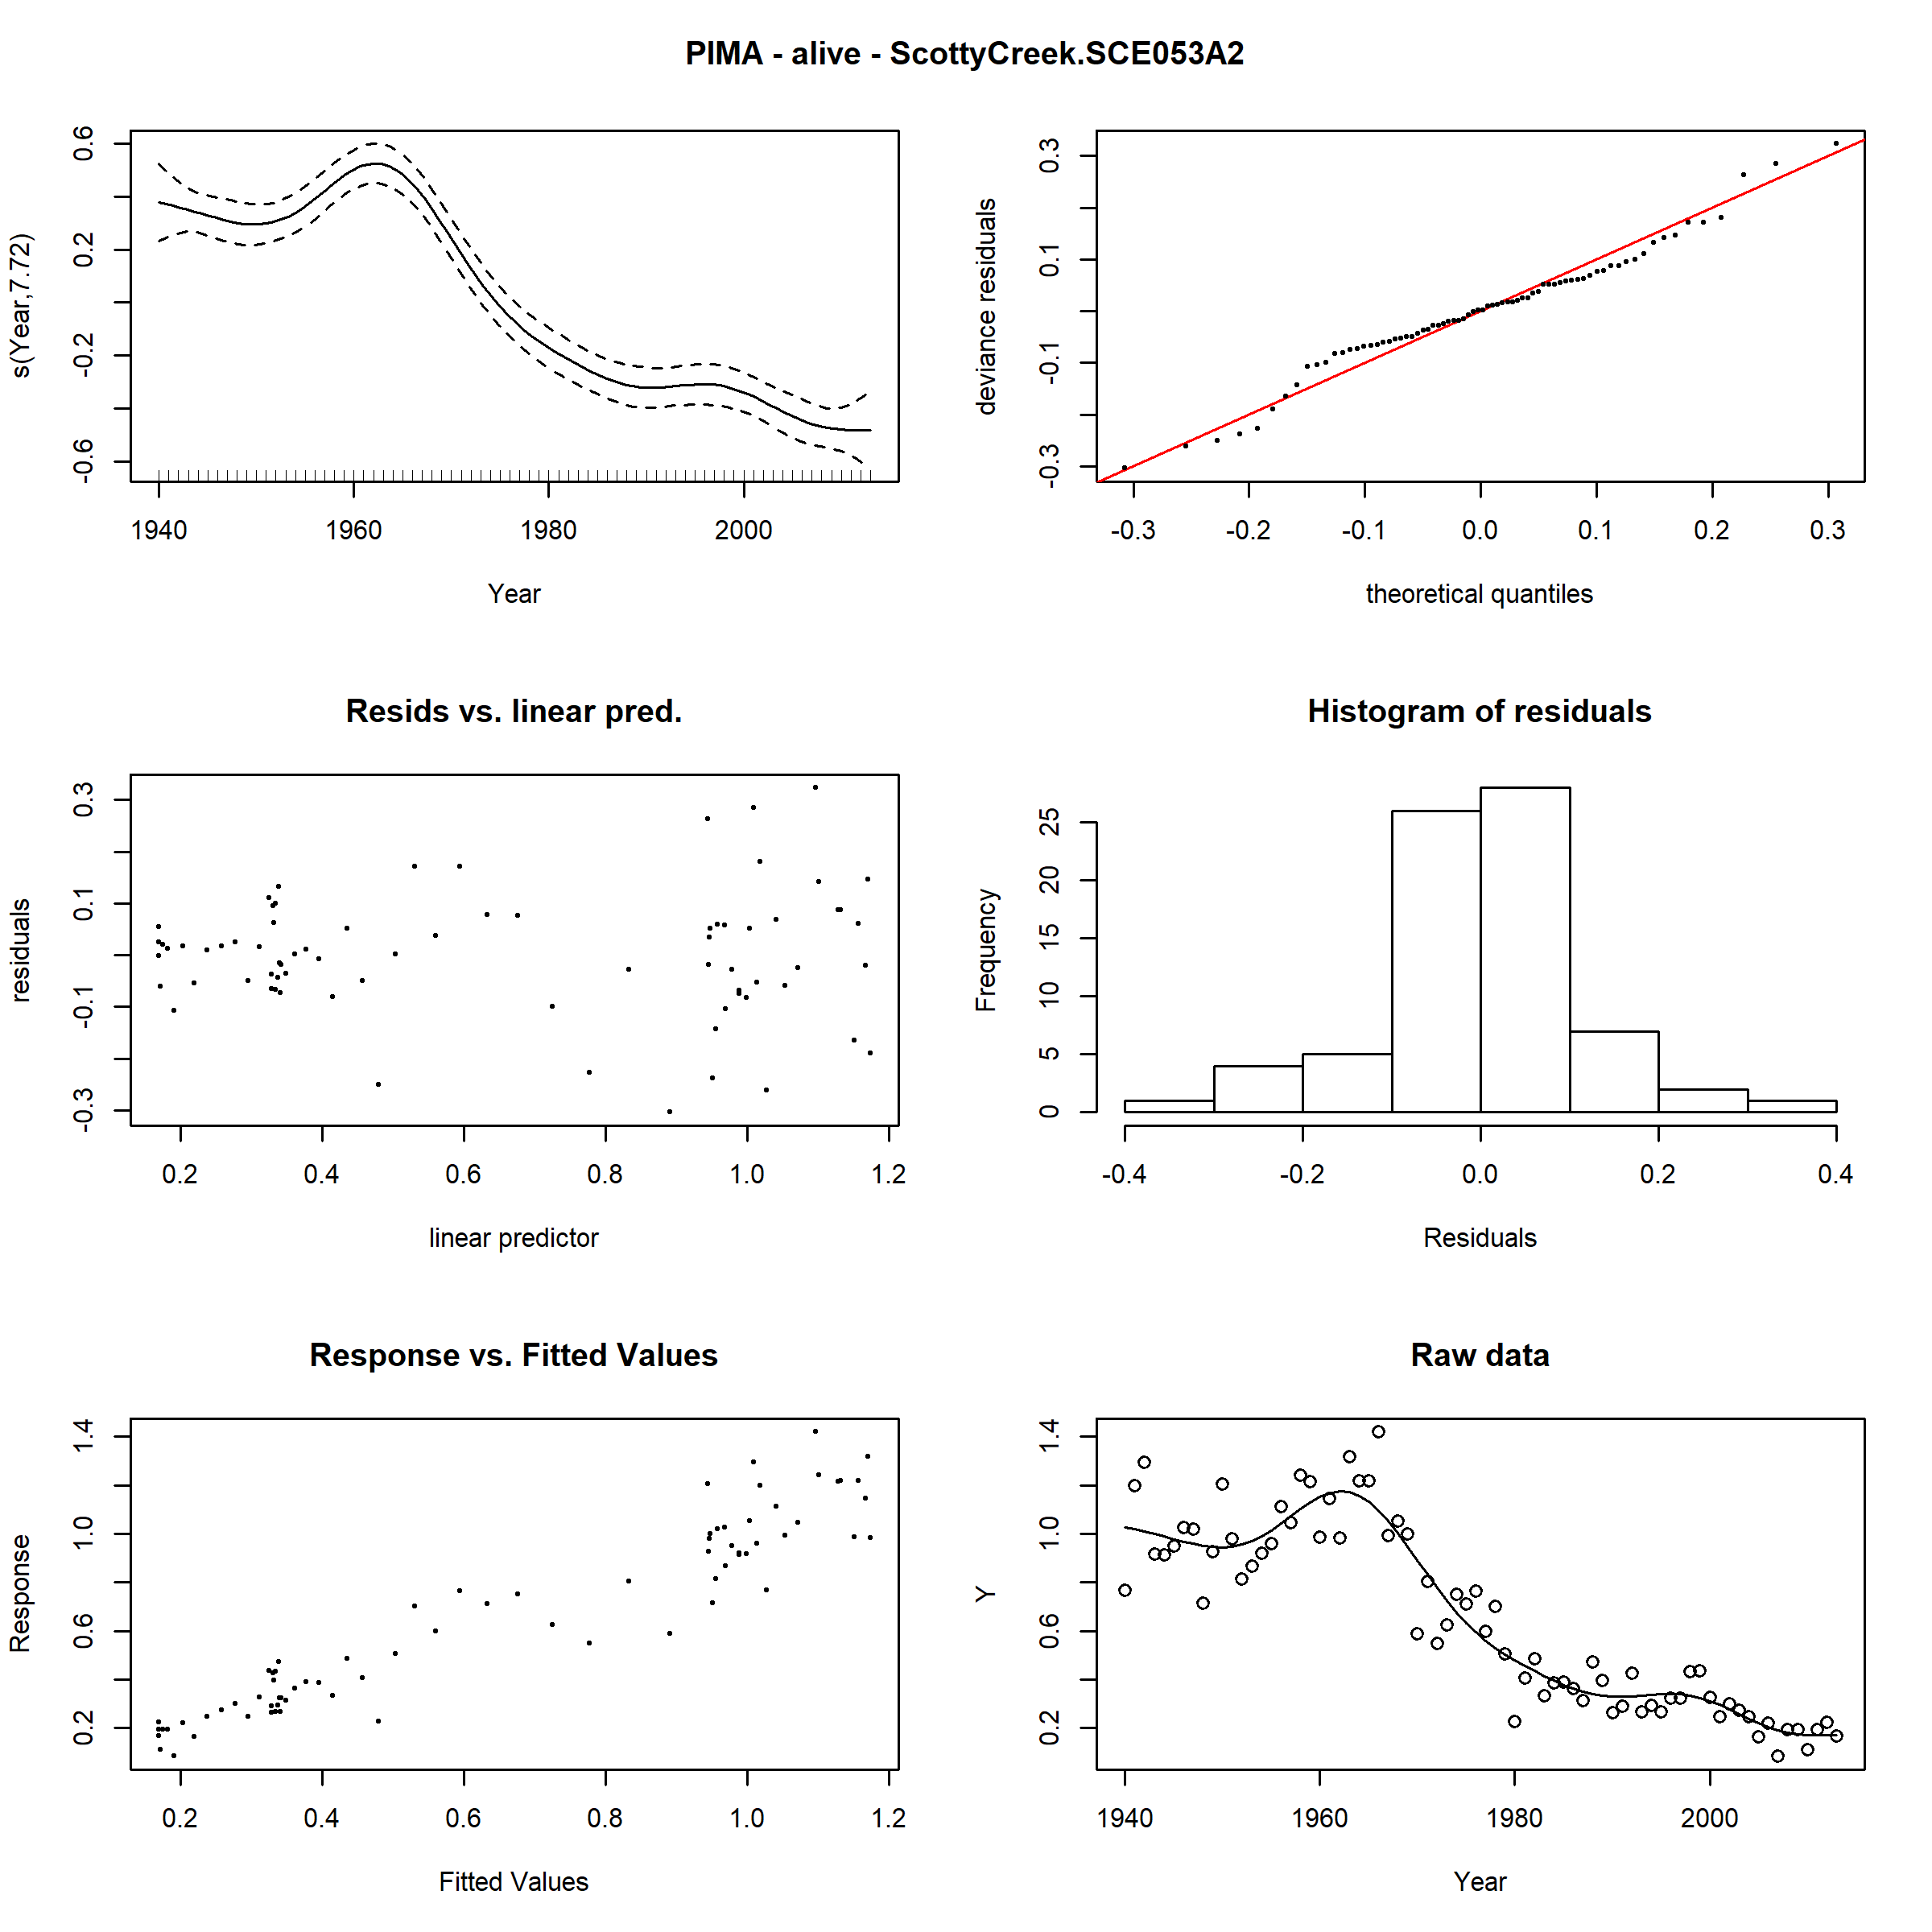 PIMA - alive - ScottyCreek.SCE053A2
s(Year,7.72)
0.6
0.2
-0.2
-0.6
1940 1960 1980 2000
Year
deviance residuals
0.3
0.1
-0.1
-0.3
-0.3 -0.2 -0.1 0.0 0.1 0.2 0.3
theoretical quantiles
Resids vs. linear pred.
residuals
0.3
0.1
-0.1
-0.3
0.2 0.4 0.6 0.8 1.0 1.2
linear predictor
Histogram of residuals
Frequency
25
20
15
10
5
0
-0.4 -0.2 0.0 0.2 0.4
Residuals
Response vs. Fitted Values
Response
1.4
1.0
0.6
0.2
0.2 0.4 0.6 0.8 1.0 1.2
Fitted Values
Raw data
Y
1.4
1.0
0.6
0.2
1940 1960 1980 2000
Year